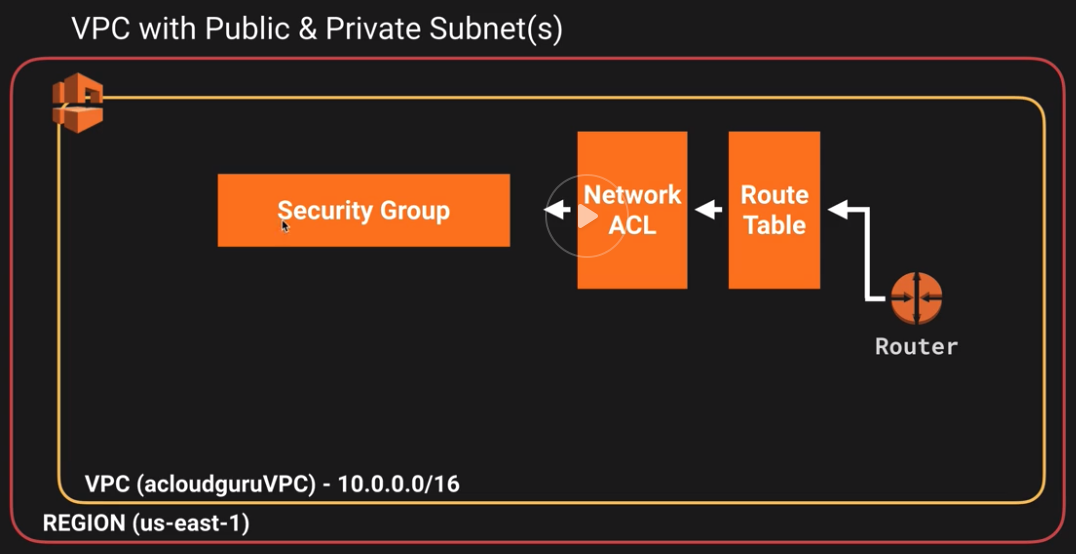 VPC with Public & Private Subnet(s)
Security Group
Network
ACL
Route
Table
Router
VPC (acloudguruVPC) - 10.0.0.0/16
REGION (us-east-1)